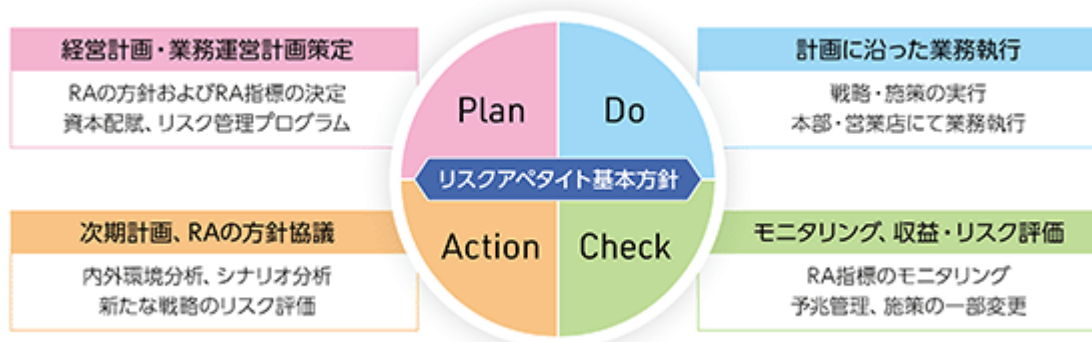 経営計画・業務運営計画策定
RAの方針およびRA指標の決定
資本配賦、リスク管理プログラム
Plan
Do
計画に沿った業務執行
戦略・施策の実行
本部・営業店にて業務執行
リスクアペタイト基本方針
次期計画、RAの方針協議
内外環境分析、シナリオ分析
新たな戦略のリスク評価
Action
Check
モニタリング、収益・リスク評価
RA指標のモニタリング
予兆管理、施策の一部変更